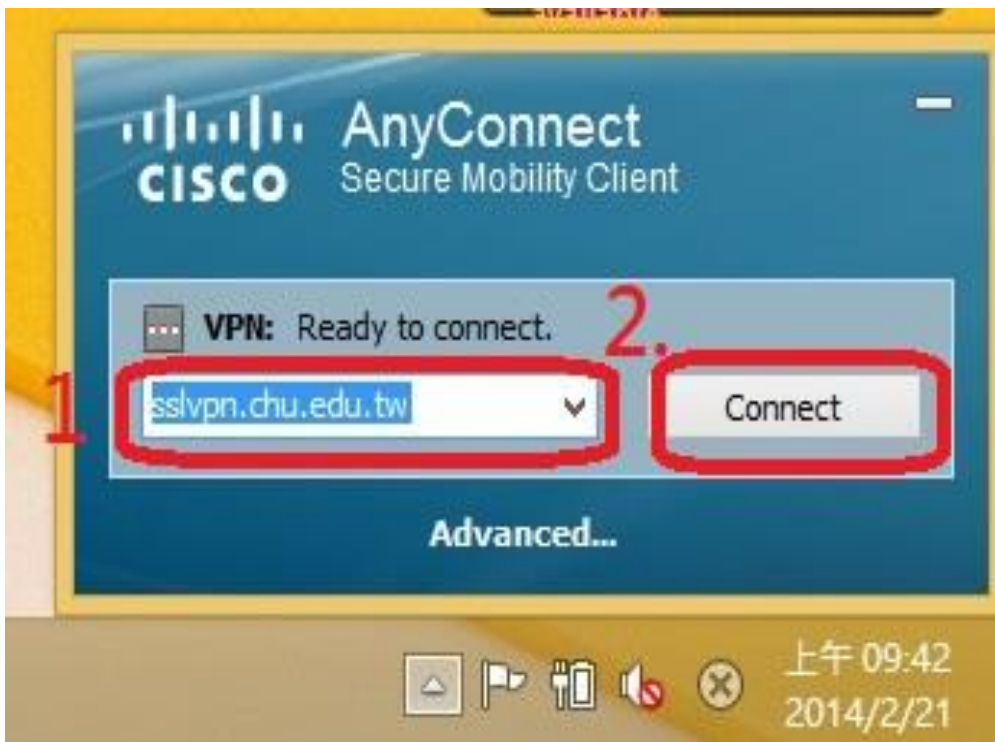 available
CISCO
AnyConnect
Secure Mobility Client
VPN: Ready to connect.
2.
1.
sslvpn.chu.edu.tw
Connect
Advanced...
上午 09:42
2014/2/21